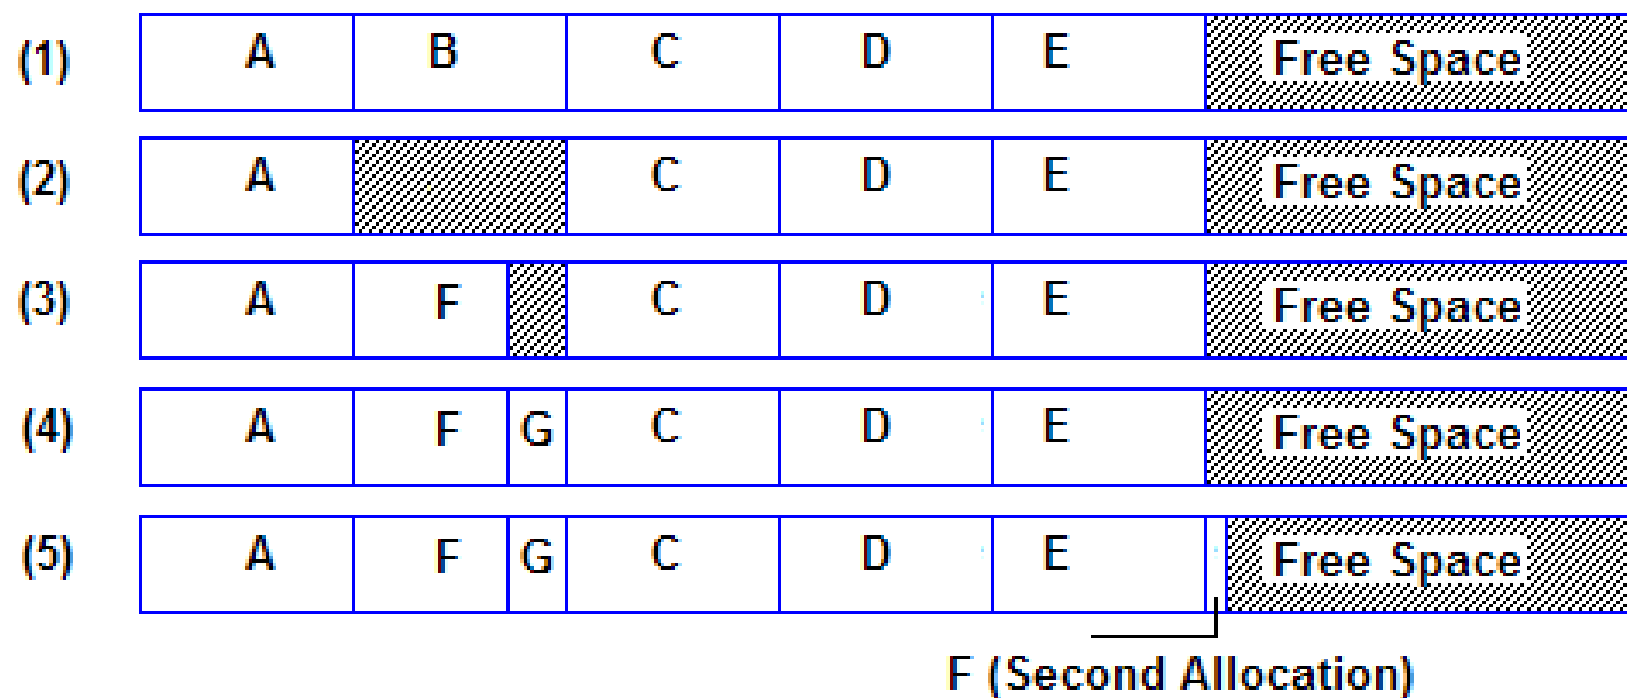 (1) A B C D E Free Space
(2) A C D E Free Space
(3) A F C D E Free Space
(4) A F G C D E Free Space
(5) A F G C D E Free Space
F (Second Allocation)